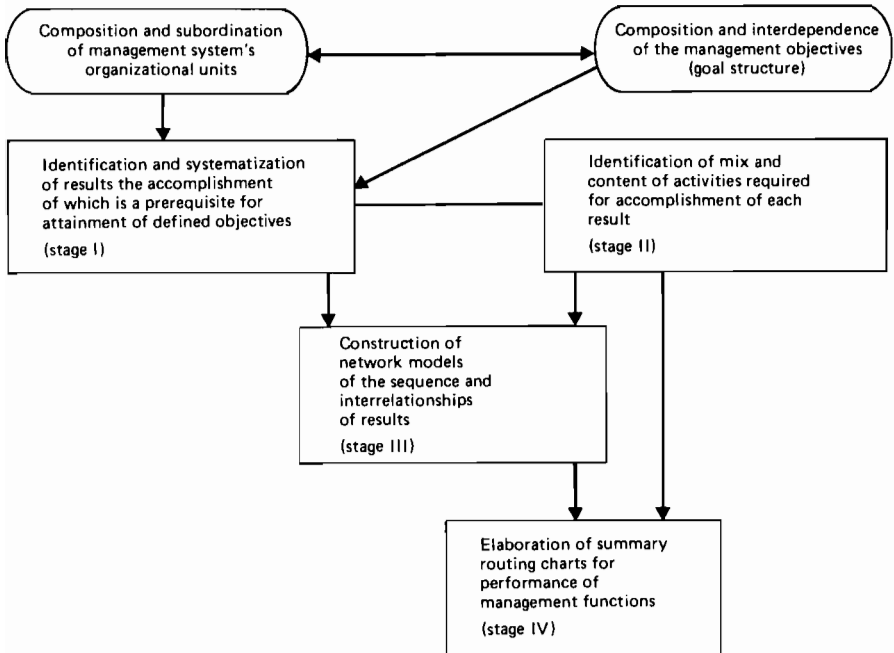 Composition and subordination
of management system's
organizational units
Composition and interdependence
of the management objectives
(goal structure)
Identification and systematization
of results the accomplishment
of which is a prerequisite for
attainment of defined objectives
(stage I)
Identification of mix and
content of activities required
for accomplishment of each
result
(stage II)
Construction of
network models
of the sequence and
interrelationships
of results
(stage III)
Elaboration of summary
routing charts for
performance of
management functions
(stage IV)